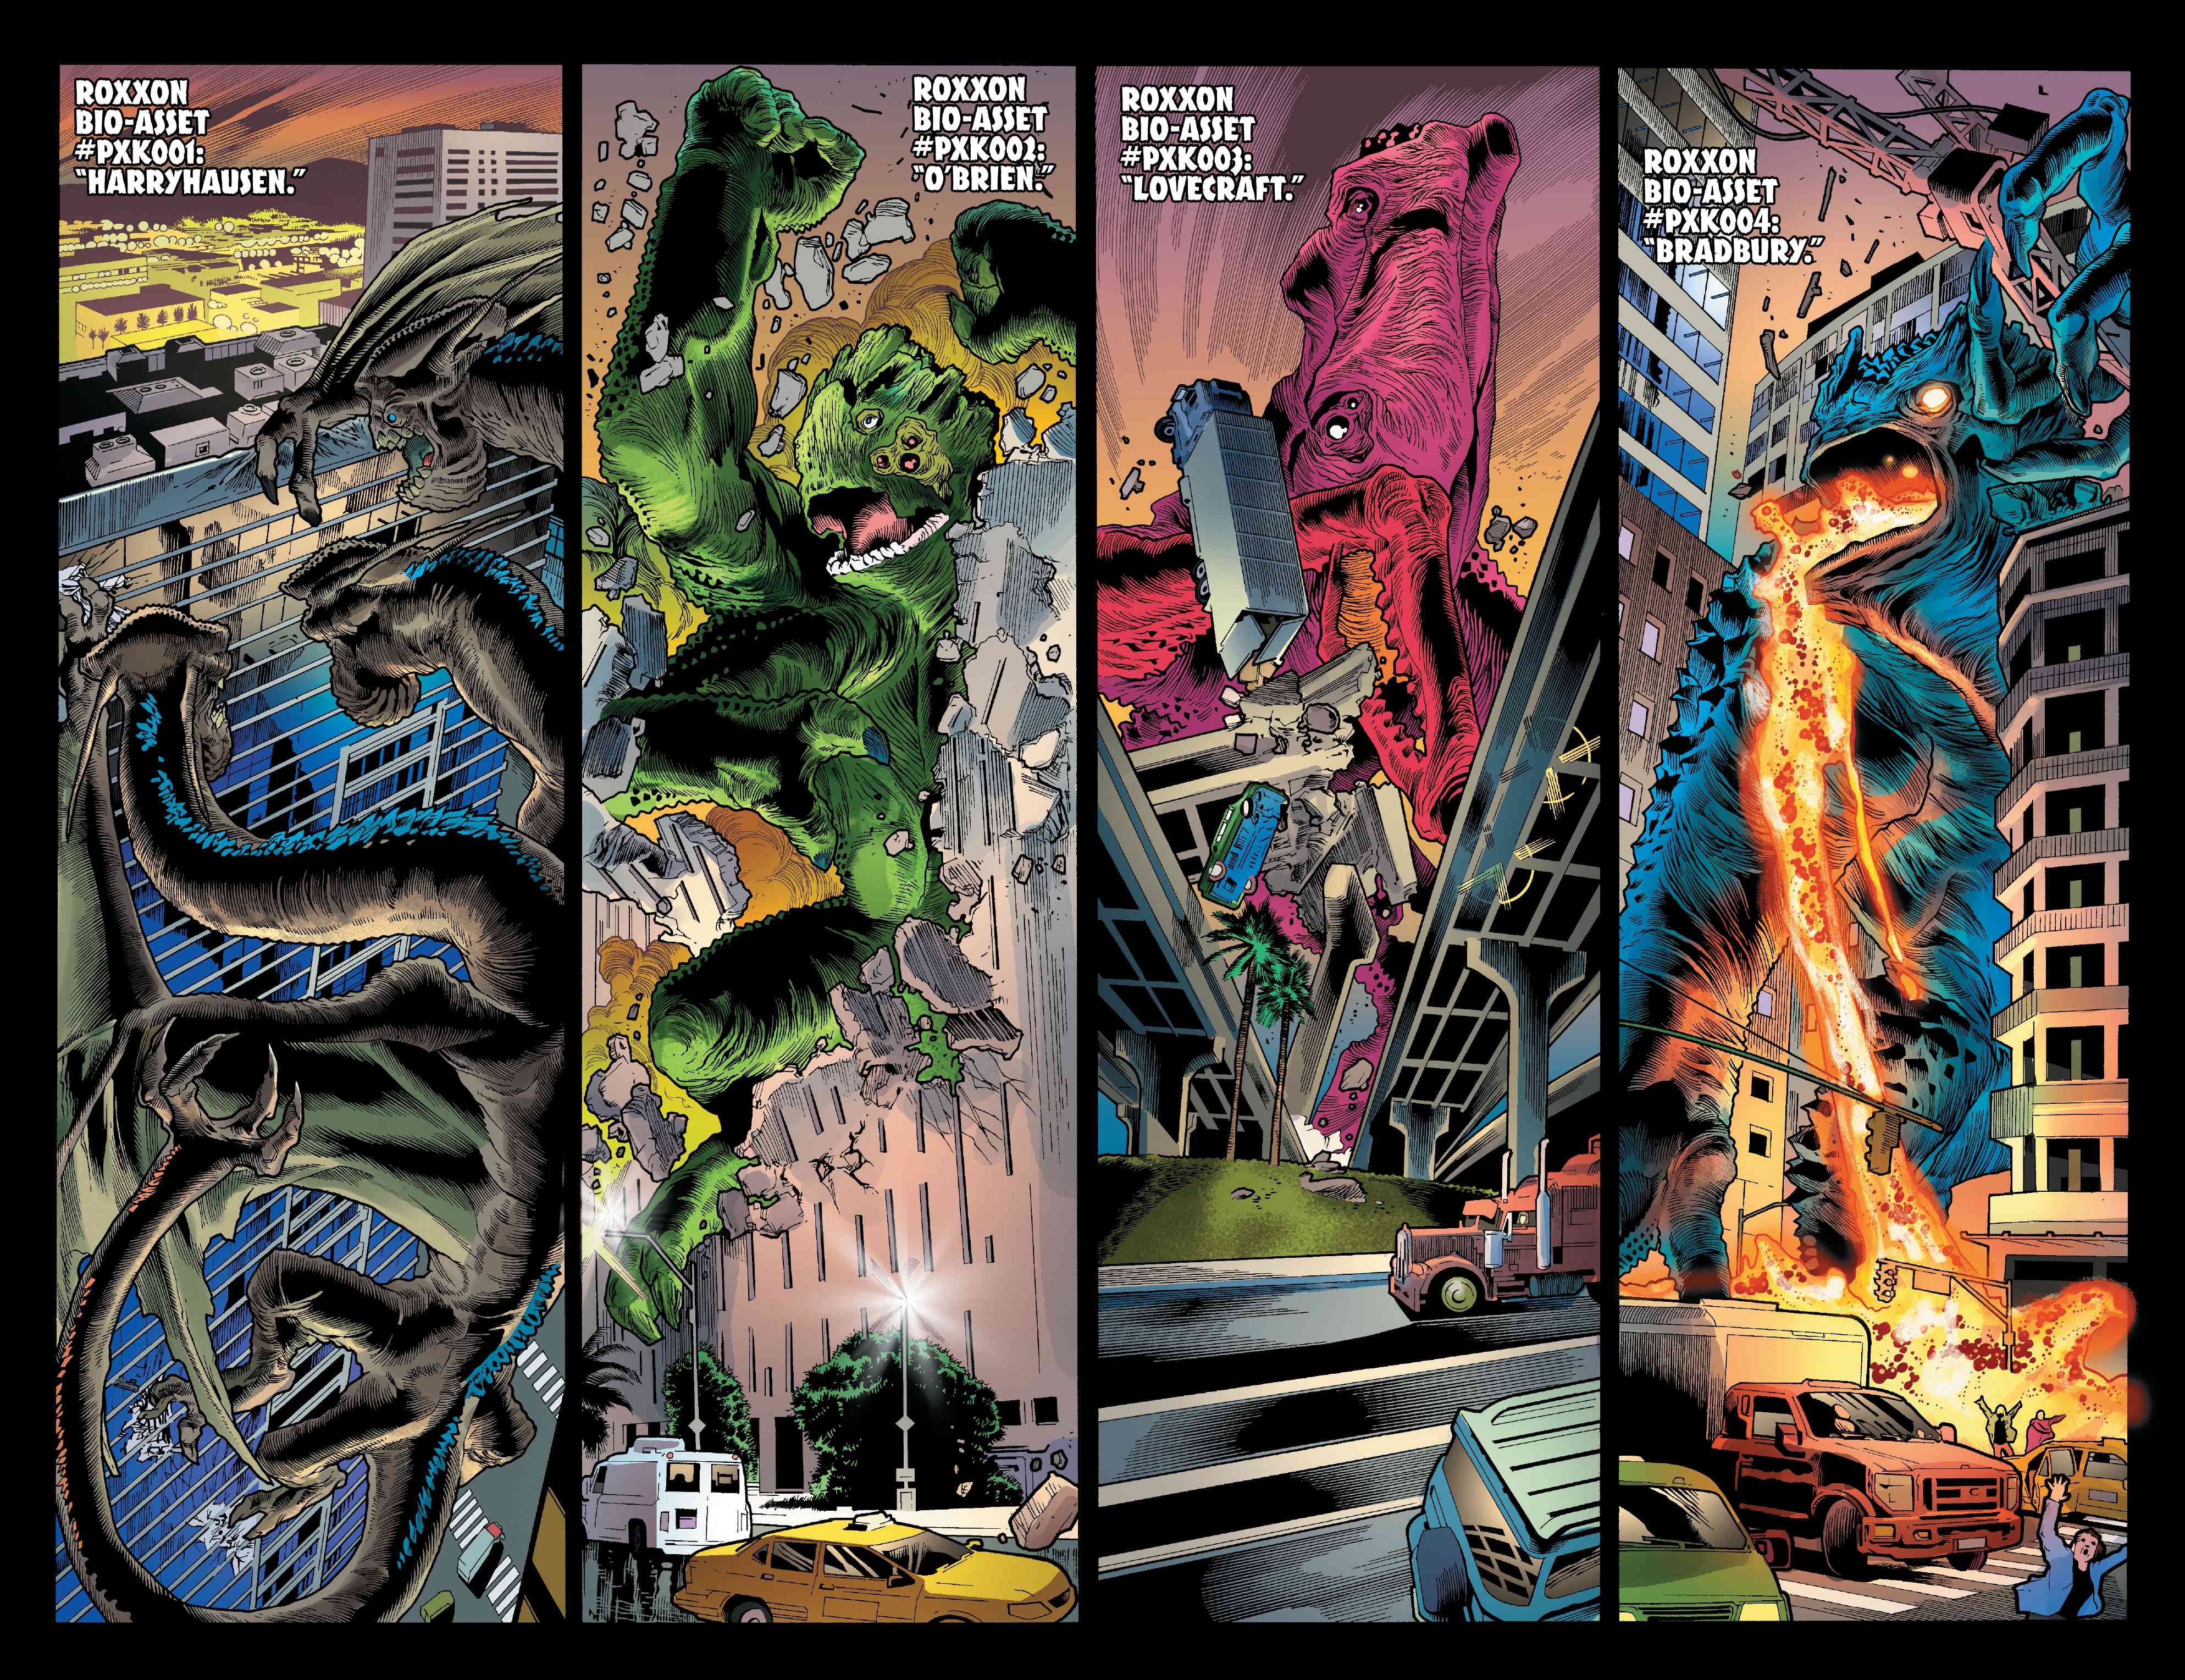 ROXXON
BIO-ASSET
#PXK001:
"HARRYHAUSEN."
ROXXON
BIO-ASSET
#PXK002:
"O'BRIEN."
ROXXON
BIO-ASSET
#PXK003:
"LOVECRAFT."
ROXXON
BIO-ASSET
#PXK004:
"BRADBURY."